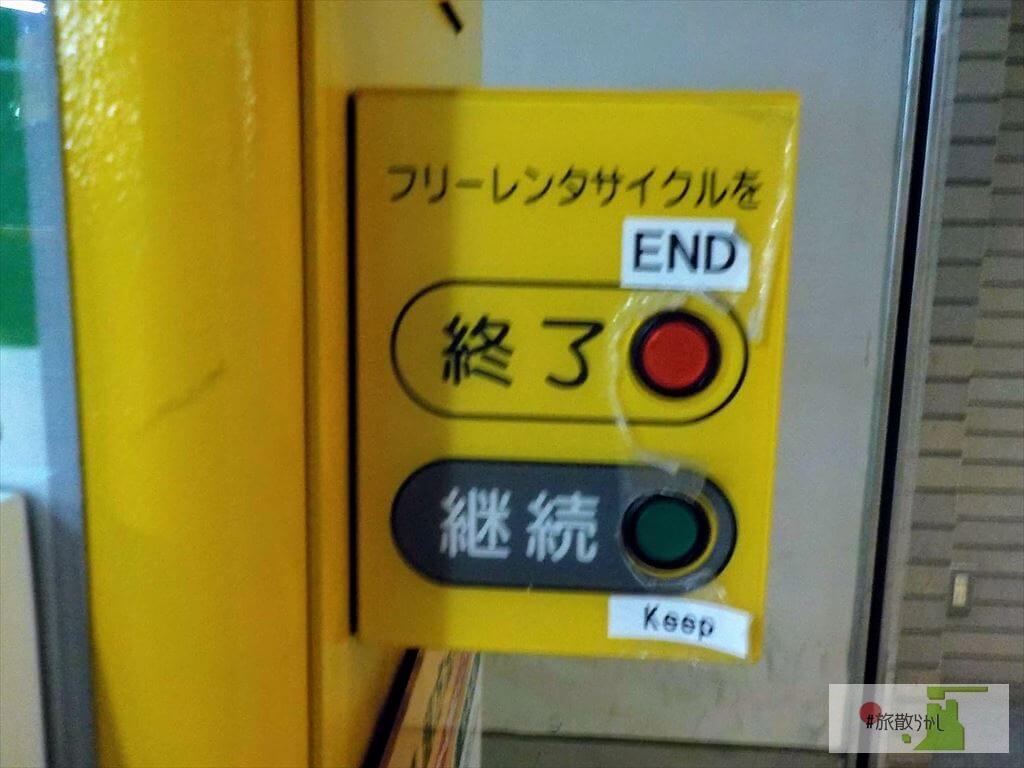 フリーレンタサイクルを
END
終了
継続
Keep
#旅散らかし